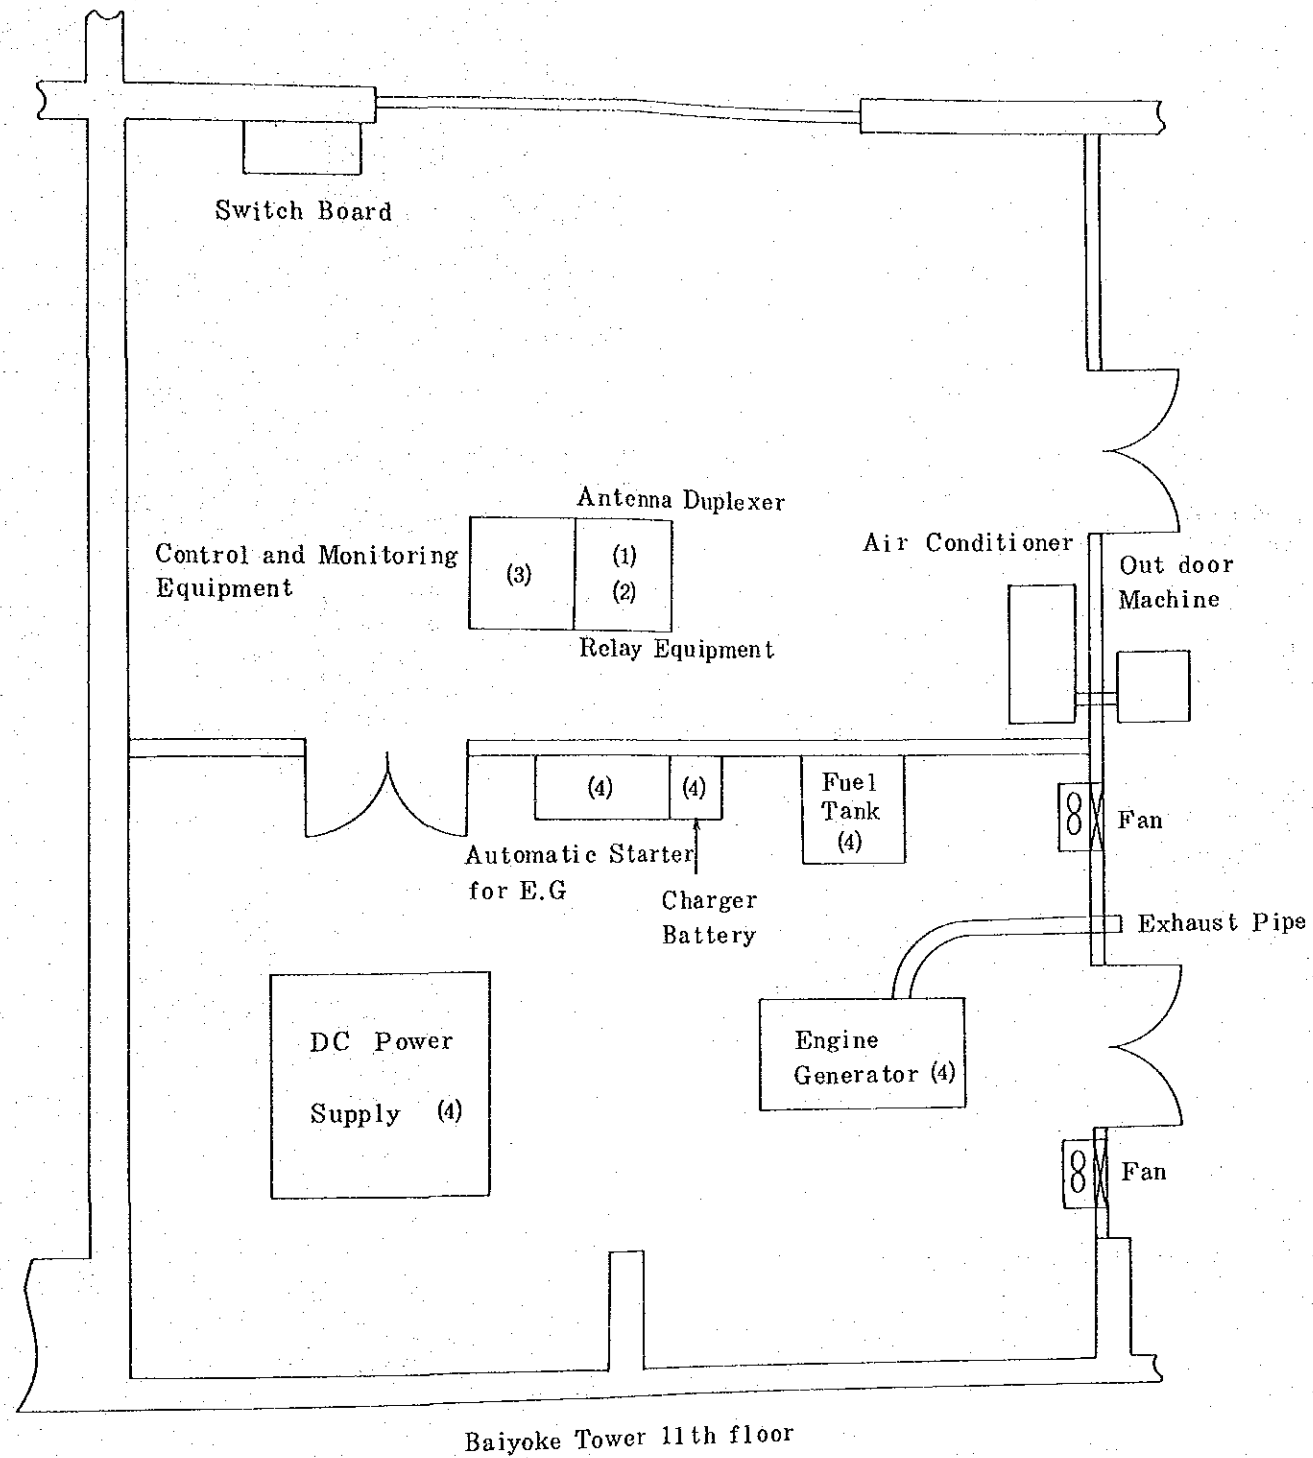 Switch Board
Antenna Duplexer
Control and Monitoring
Equipment
(3)
(1)
(2)
Relay Equipment
Air Conditioner
Out door
Machine
(4)
(4)
Fuel
Tank
(4)
Fan
Automatic Starter
for E.G
Charger
Battery
Exhaust Pipe
DC Power
Supply (4)
Engine
Generator (4)
Fan
Baiyoke Tower 11th floor